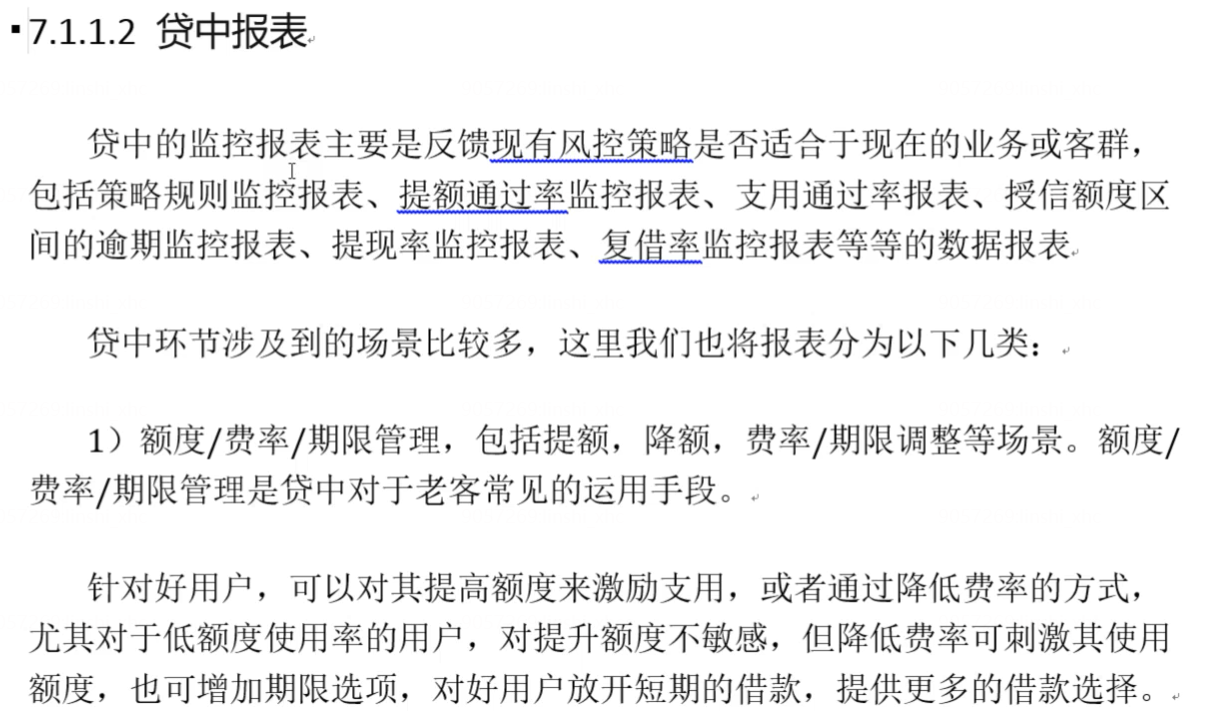 7.1.1.2 贷中报表
贷中的监控报表主要是反馈现有风控策略是否适合于现在的业务或客群，
包括策略规则监控报表、提额通过率监控报表、支用通过率报表、授信额度区
间的逾期监控报表、提现率监控报表、复借率监控报表等等的数据报表
贷中环节涉及到的场景比较多，这里我们也将报表分为以下几类：
1）额度/费率/期限管理，包括提额，降额，费率/期限调整等场景。额度/
费率/期限管理是贷中对于老客常见的运用手段。
针对好用户，可以对其提高额度来激励支用，或者通过降低费率的方式，
尤其对于低额度使用率的用户，对提升额度不敏感，但降低费率可刺激其使用
额度，也可增加期限选项，对好用户放开短期的借款，提供更多的借款选择。